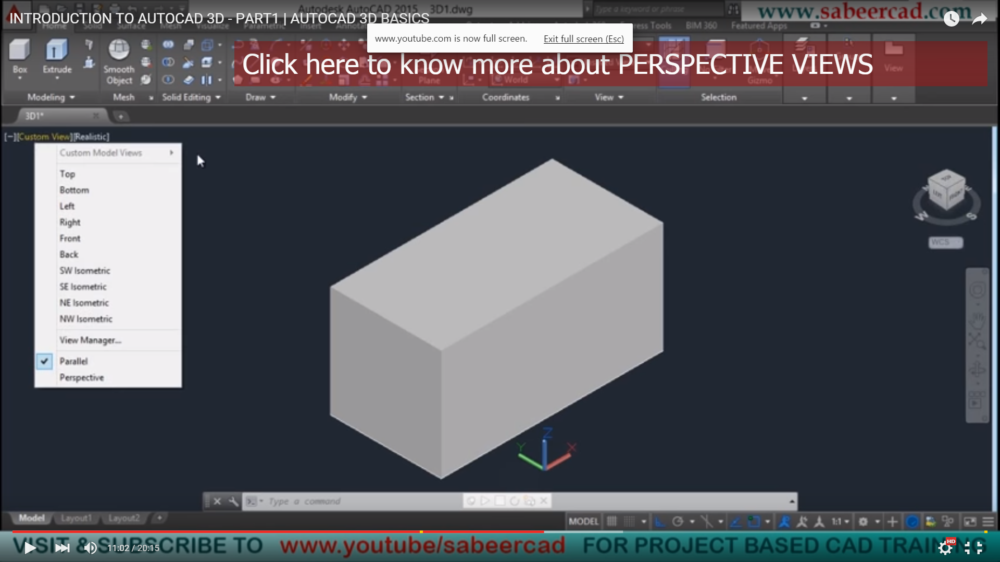 Autodesk AutoCAD 2015 3D1.dwg
Type a keyword or phrase
www.sabeercad.com
INTRODUCTION TO AUTOCAD 3D - PART1 | AUTOCAD 3D BASICS
Home Solid Surface Mesh Parametric Insert
BIM 360 Featured Apps
www.youtube.com is now full screen. Exit full screen (Esc)
Click here to know more about PERSPECTIVE VIEWS
Box Extrude Smooth Object
Plane World Gizmo View
Modeling Mesh Solid Editing Draw Modify Section Coordinates View Selection
3D1*
[−][Custom View][Realistic]
Custom Model Views
Top
Bottom
Left
Right
Front
Back
SW Isometric
SE Isometric
NE Isometric
NW Isometric
View Manager...
Parallel
Perspective
TOP
LEFT FRONT
W S
WCS
Z
Y X
Type a command
Model Layout1 Layout2 +
MODEL 1:1
VISIT & SUBSCRIBE TO www.youtube/sabeercad FOR PROJECT BASED CAD TRAINING
11:02 / 20:15
HD